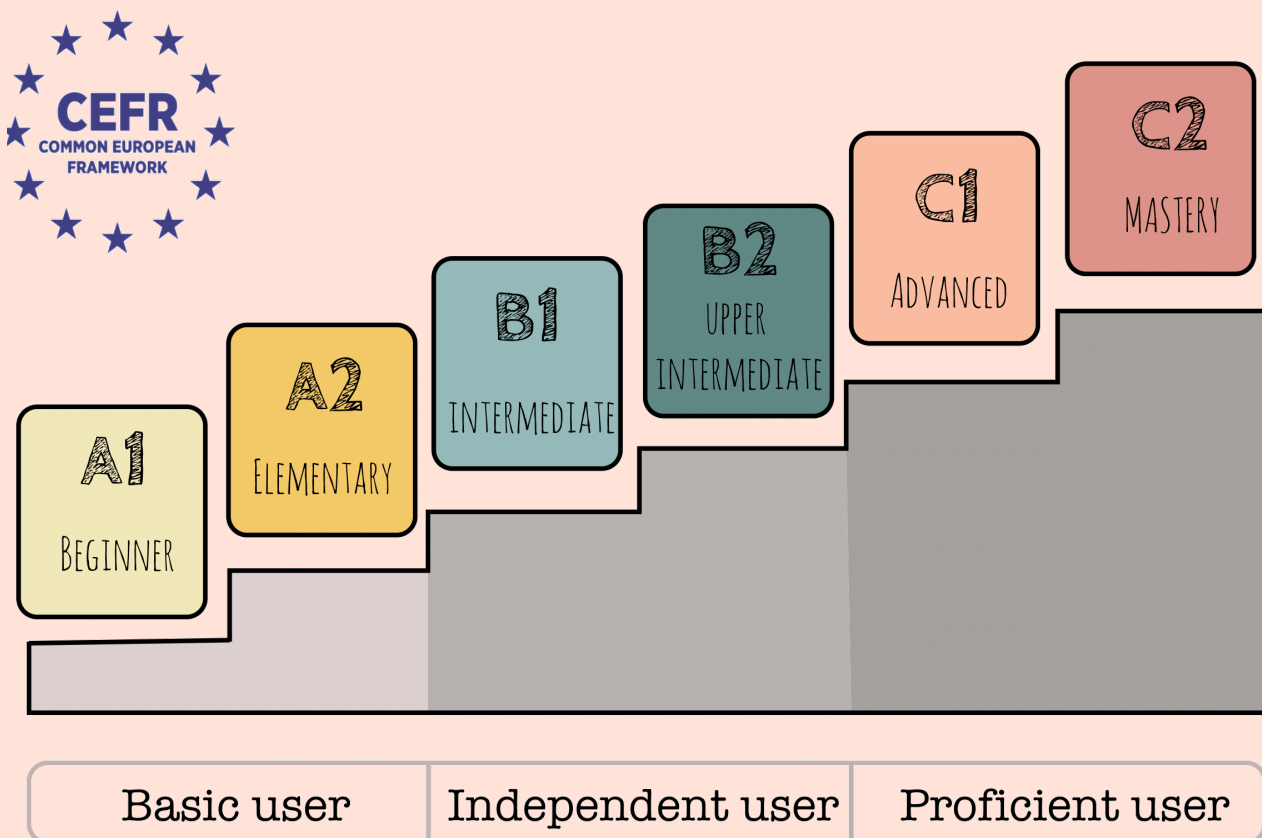 CEFR
COMMON EUROPEAN
FRAMEWORK
A1
BEGINNER
A2
ELEMENTARY
B1
INTERMEDIATE
B2
UPPER
INTERMEDIATE
C1
ADVANCED
C2
MASTERY
Basic user
Independent user
Proficient user